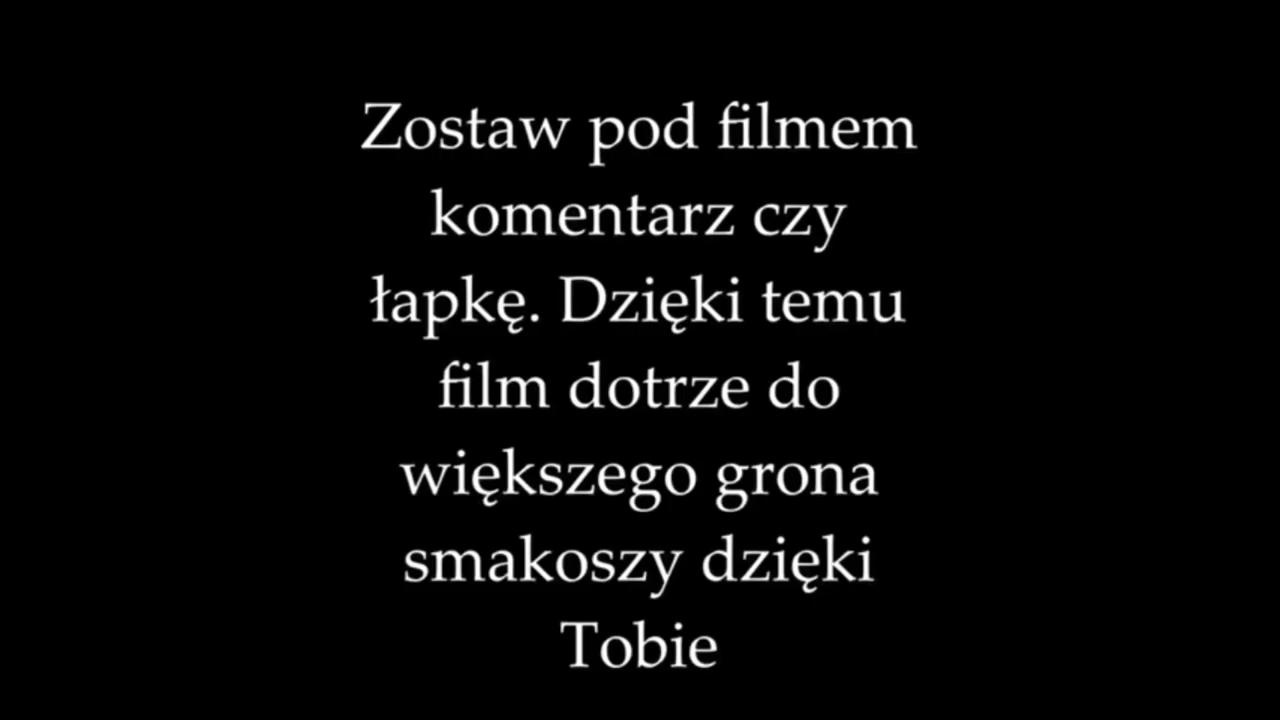 Zostaw pod filmem
komentarz czy
łapkę. Dzięki temu
film dotrze do
większego grona
smakoszy dzięki
Tobie